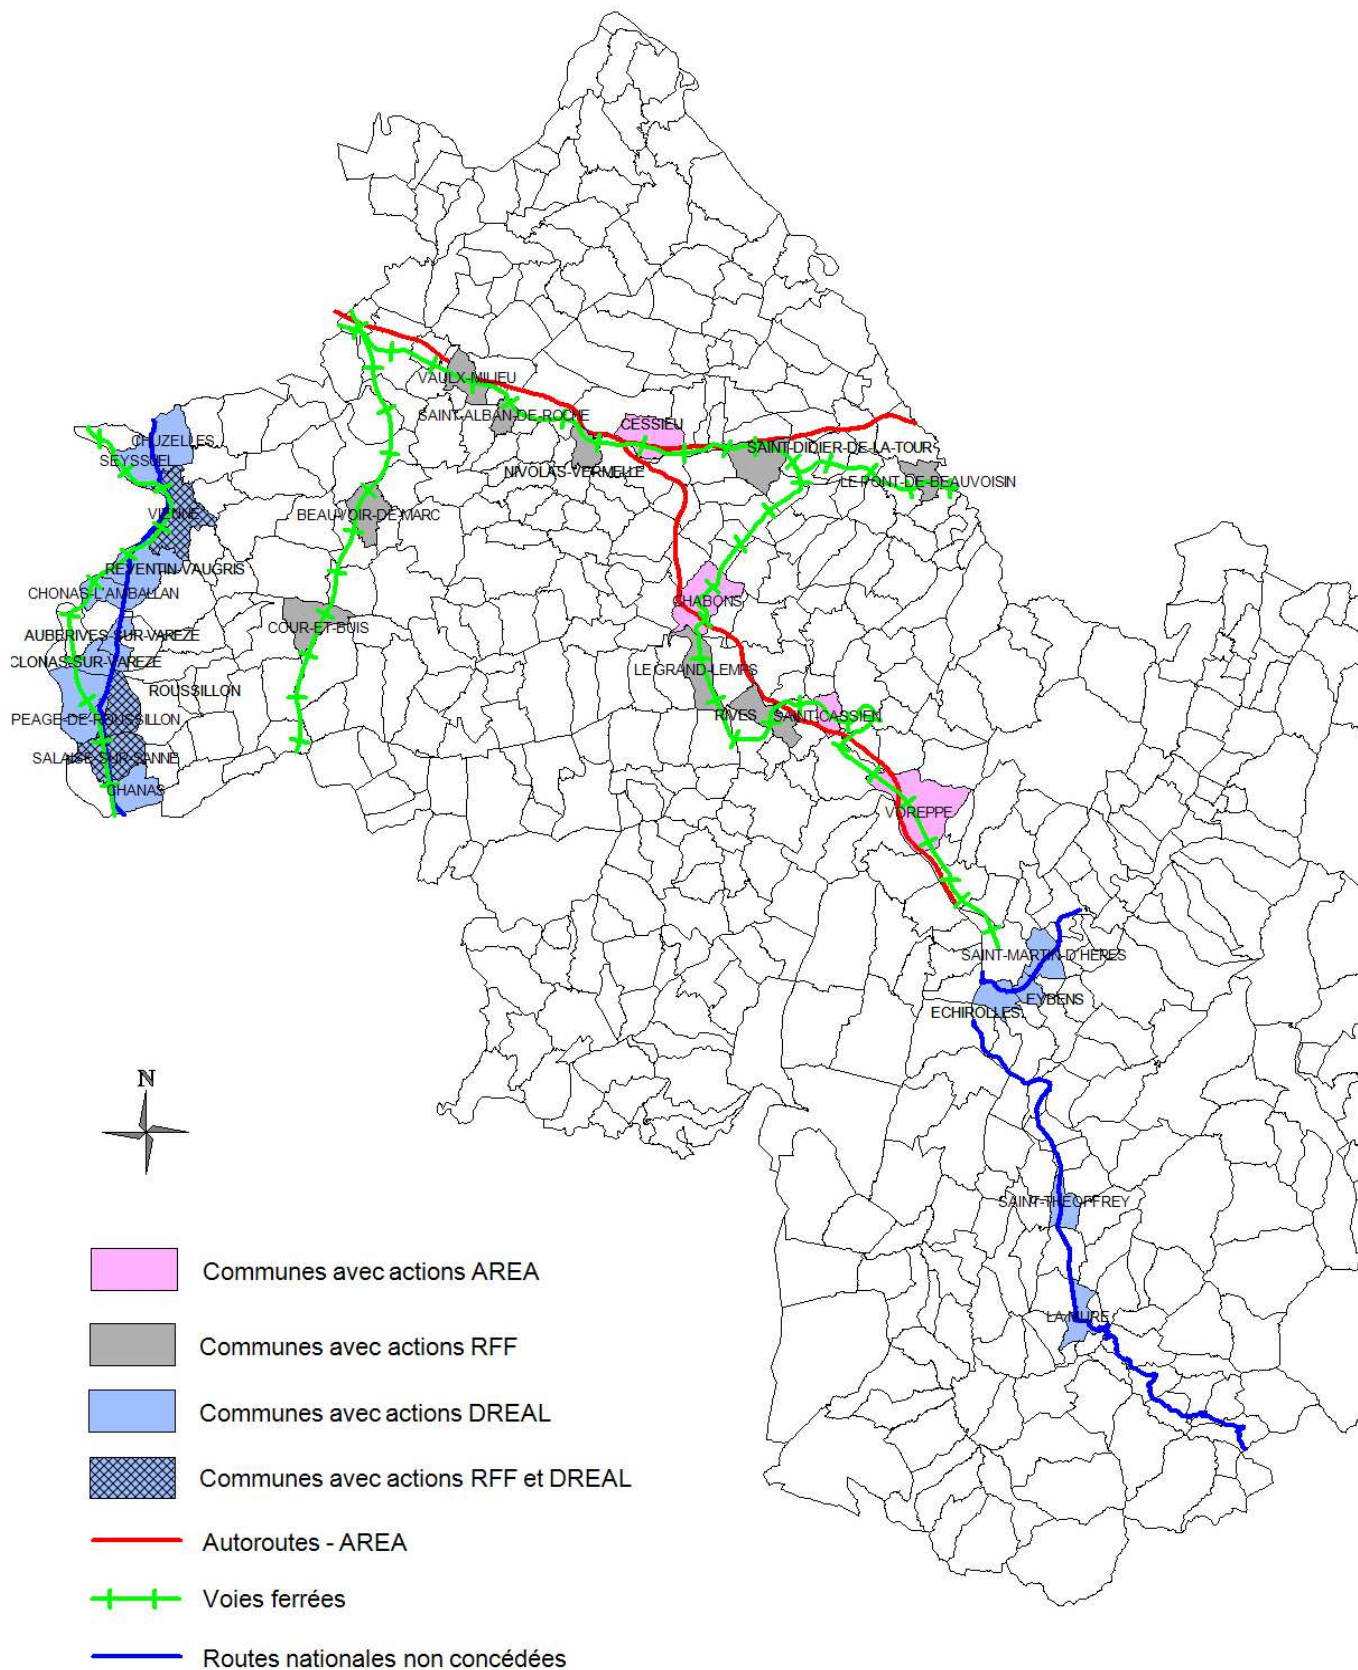 VAULX-MILIEU
SAINT-ALBAN-DE-ROCHE
CESSIEU
CHUZELLES
SEYSSUEL
NIVOLAS-VERMELLE
SAINT-DIDIER-DE-LA-TOUR
LE PONT-DE-BEAUVOISIN
VIENNE
BEAUVOIR-DE-MARC
REVENTIN-VAUGRIS
CHONAS-L'AMBALLAN
CHABONS
AUBERIVES-SUR-VAREZE
COUR-ET-BUIS
CLONAS-SUR-VAREZE
LE GRAND-LEMPS
ROUSSILLON
PEAGE-DE-ROUSSILLON
RIVES
SAINT-CASSIEN
SALAISE-SUR-SANNE
CHANAS
VOREPPE
SAINT-MARTIN-D'HERES
EYBENS
ECHIROLLES
N
SAINT-THEOFFREY
LA MURE
Communes avec actions AREA
Communes avec actions RFF
Communes avec actions DREAL
Communes avec actions RFF et DREAL
Autoroutes - AREA
Voies ferrées
Routes nationales non concédées